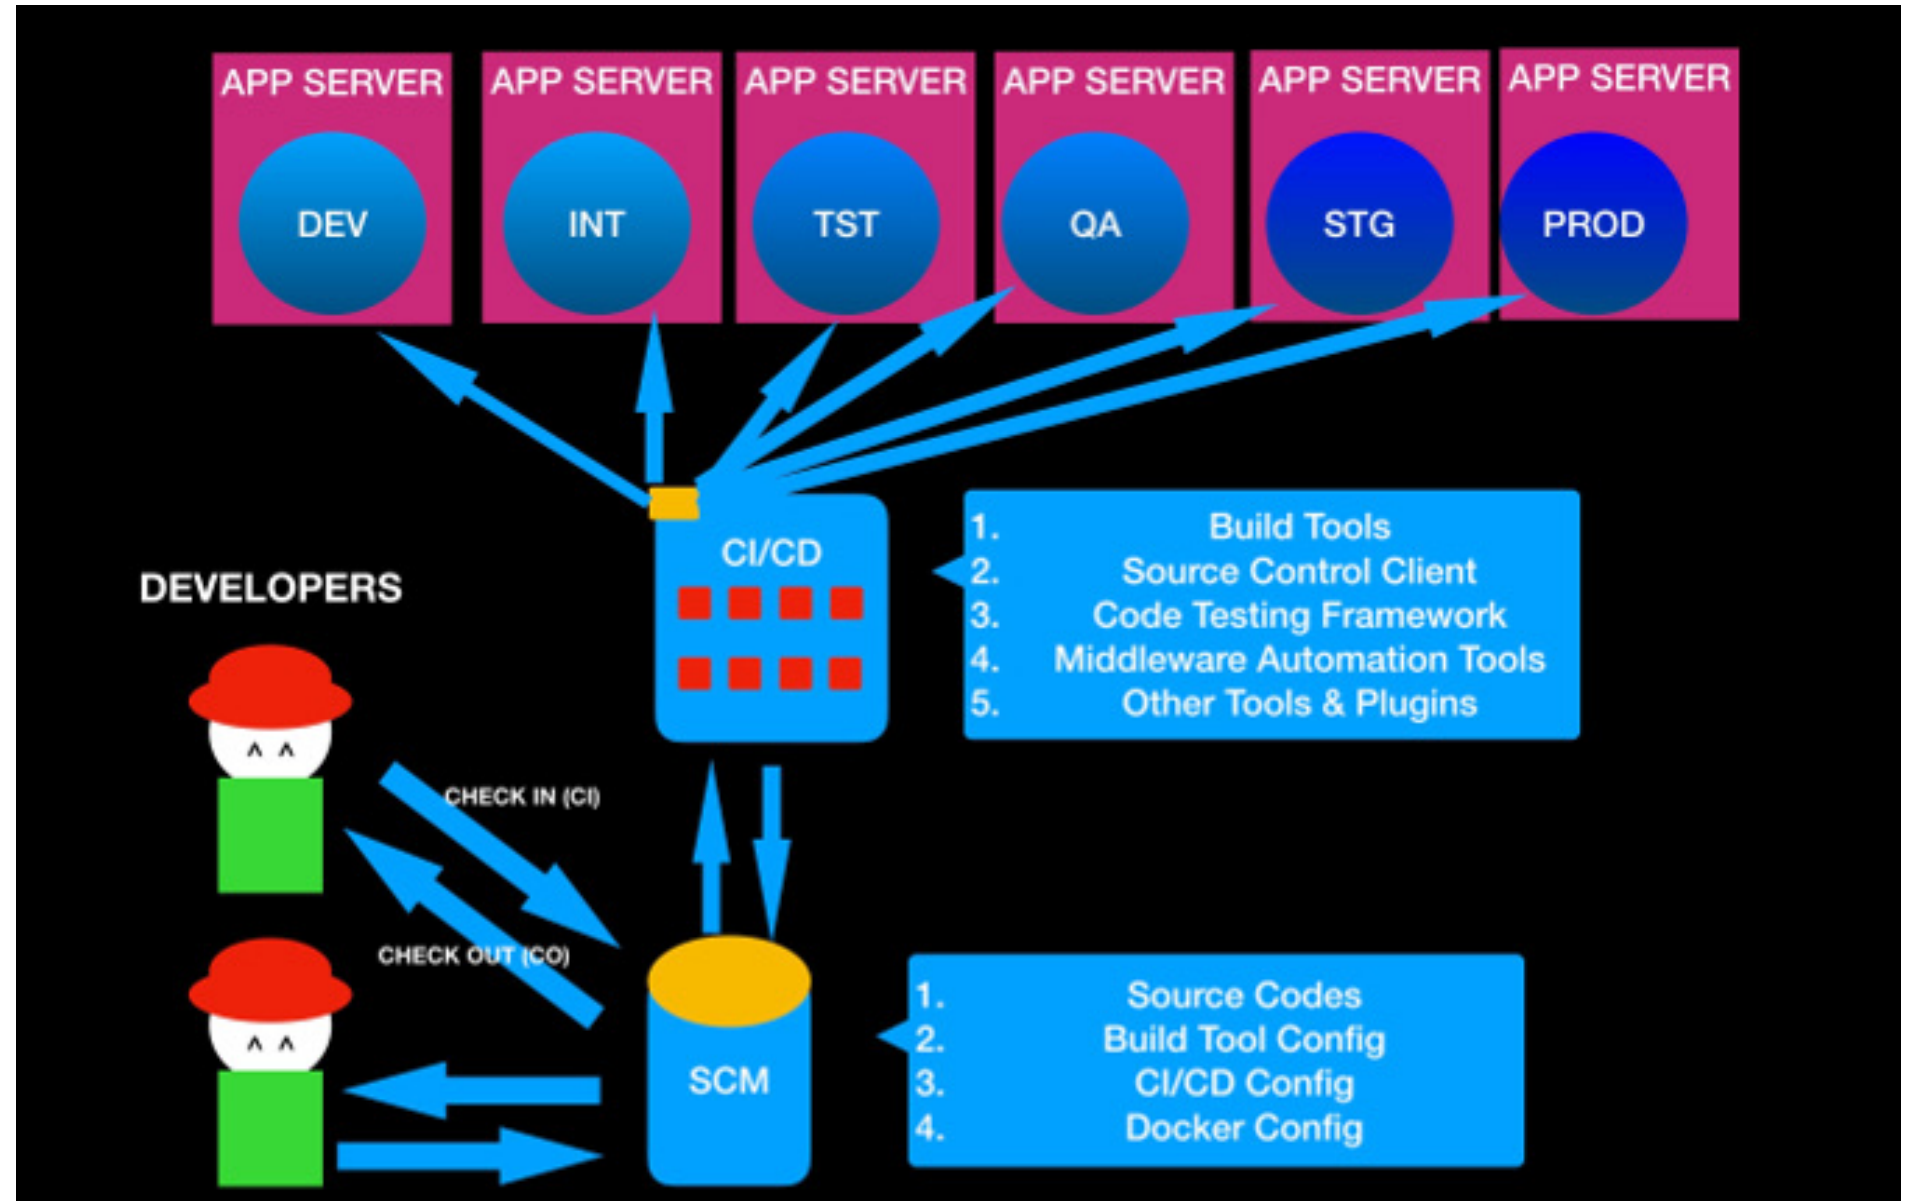 APP SERVER
APP SERVER
APP SERVER
APP SERVER
APP SERVER
APP SERVER
DEV
INT
TST
QA
STG
PROD
CI/CD
1. Build Tools
2. Source Control Client
3. Code Testing Framework
4. Middleware Automation Tools
5. Other Tools & Plugins
DEVELOPERS
^ ^
CHECK IN (CI)
CHECK OUT (CO)
^ ^
SCM
1. Source Codes
2. Build Tool Config
3. CI/CD Config
4. Docker Config